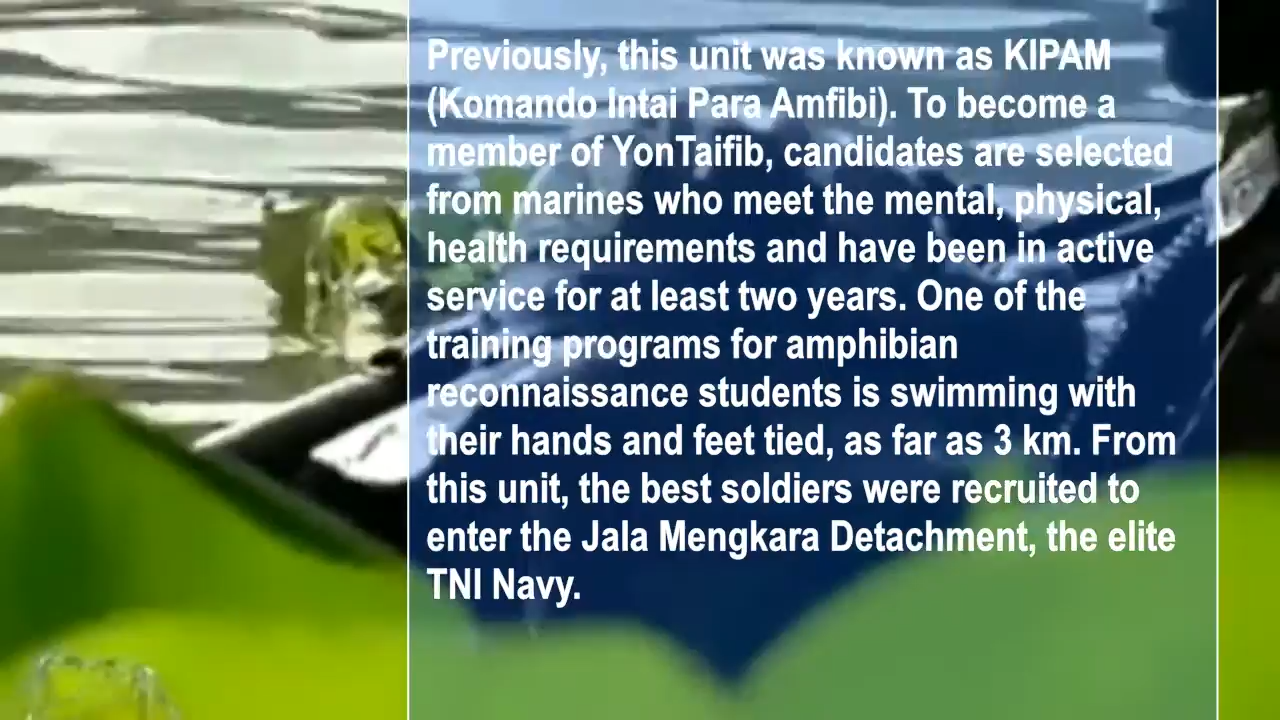 Previously, this unit was known as KIPAM
(Komando Intai Para Amfibi). To become a
member of YonTaifib, candidates are selected
from marines who meet the mental, physical,
health requirements and have been in active
service for at least two years. One of the
training programs for amphibian
reconnaissance students is swimming with
their hands and feet tied, as far as 3 km. From
this unit, the best soldiers were recruited to
enter the Jala Mengkara Detachment, the elite
TNI Navy.